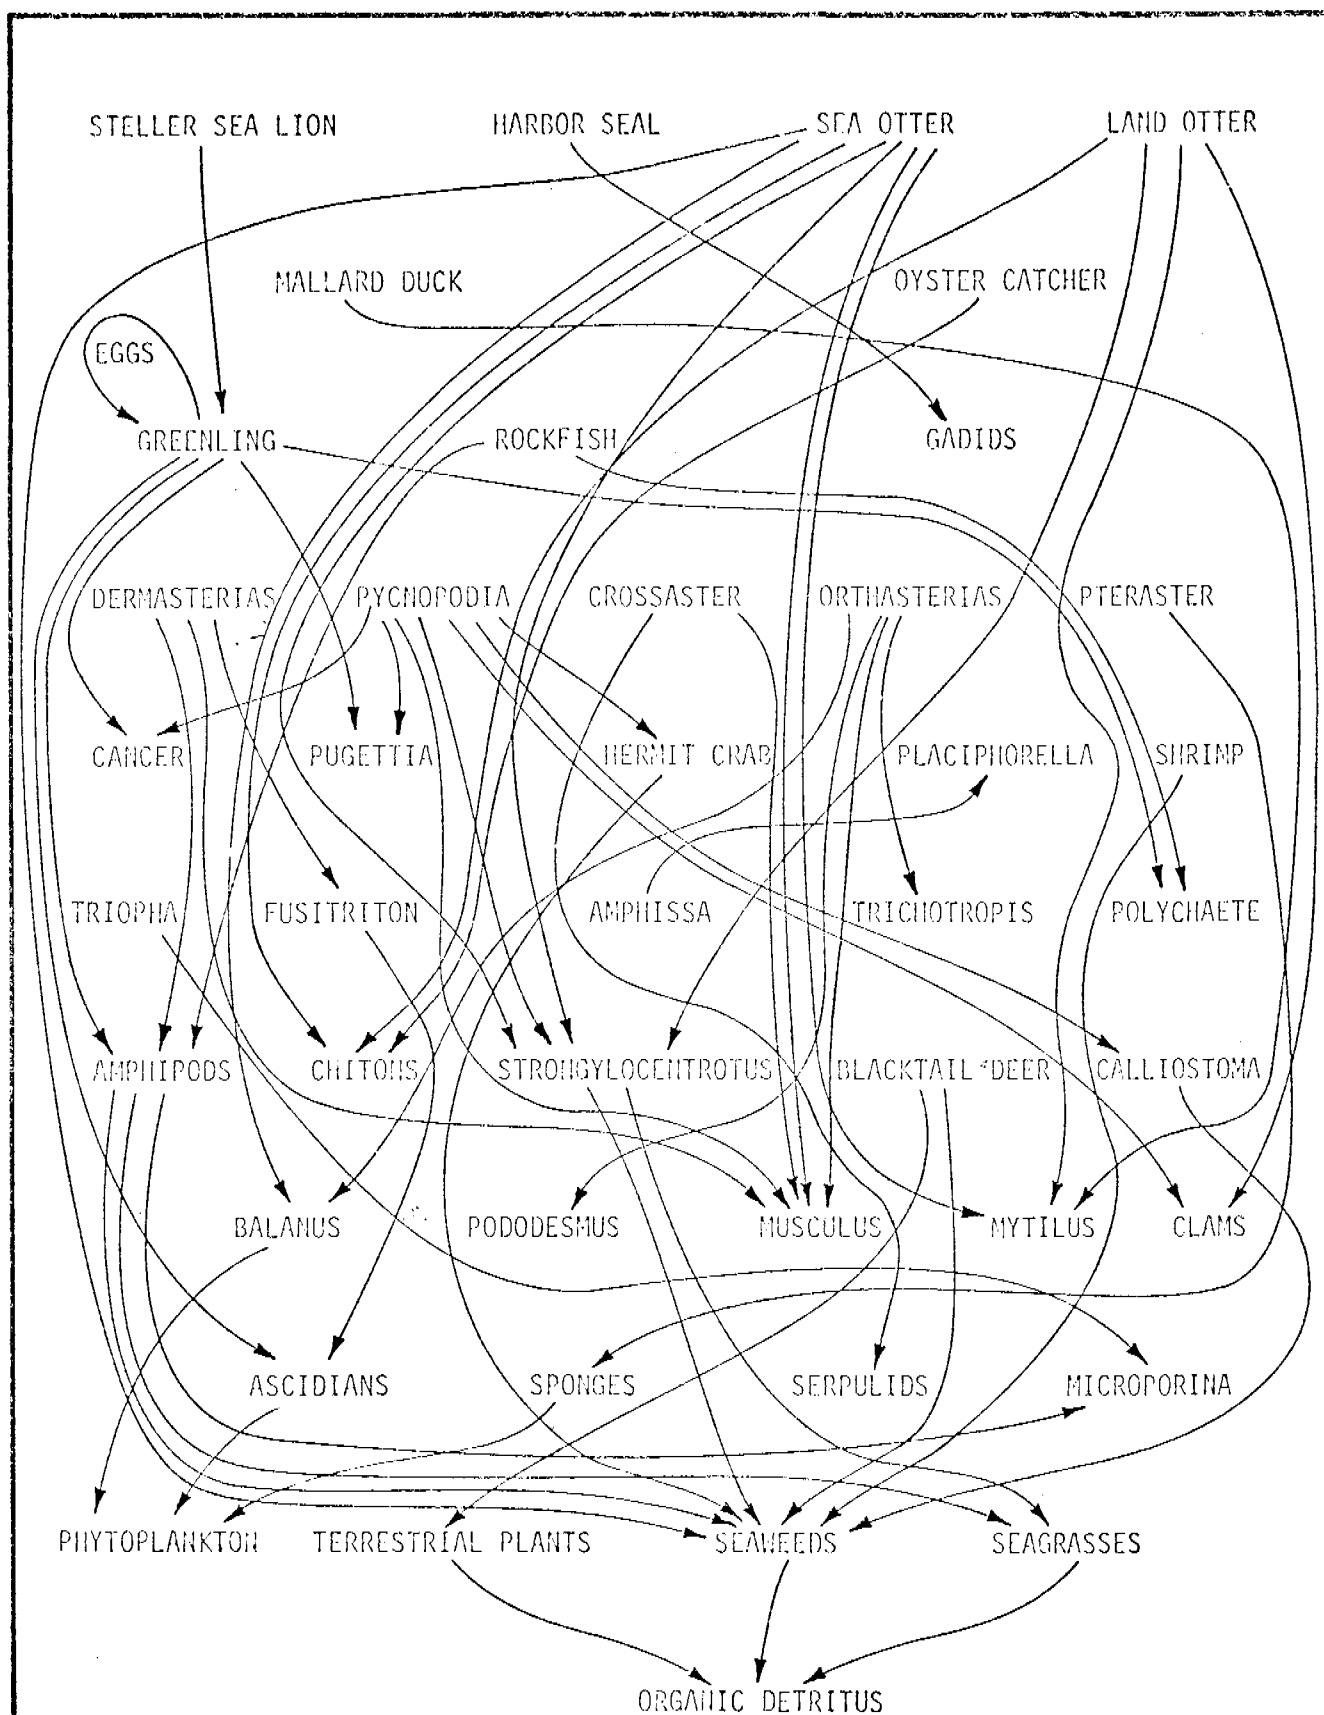 STELLER SEA LION HARBOR SEAL SEA OTTER LAND OTTER
MALLARD DUCK OYSTER CATCHER
EGGS
GREENLING ROCKFISH GADIDS
DERMASTERIAS PYCNOPODIA CROSSASTER ORTHASTERIAS PTERASTER
CANCER PUGETTIA HERMIT CRAB PLACIPHORELLA SHRIMP
TRIOPHA FUSITRITON AMPHISSA TRICHOTROPIS POLYCHAETE
AMPHIPODS CHITONS STRONGYLOCENTROTUS BLACKTAIL DEER CALLIOSTOMA
BALANUS PODODESMUS MUSCULUS MYTILUS CLAMS
ASCIDIANS SPONGES SERPULIDS MICROPORINA
PHYTOPLANKTON TERRESTRIAL PLANTS SEAWEEDS SEAGRASSES
ORGANIC DETRITUS